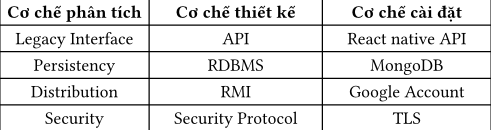 Cơ chế phân tích Cơ chế thiết kế Cơ chế cài đặt
Legacy Interface API React native API
Persistency RDBMS MongoDB
Distribution RMI Google Account
Security Security Protocol TLS